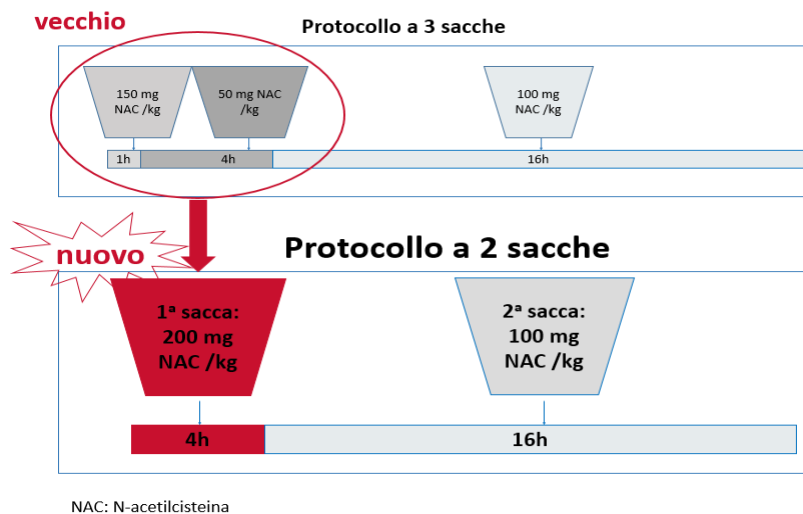 vecchio
Protocollo a 3 sacche
150 mg
NAC /kg
50 mg NAC
/kg
100 mg
NAC /kg
1h
4h
16h
nuovo
Protocollo a 2 sacche
1ª sacca:
200 mg
NAC /kg
2ª sacca:
100 mg
NAC /kg
4h
16h
NAC: N-acetilcisteina